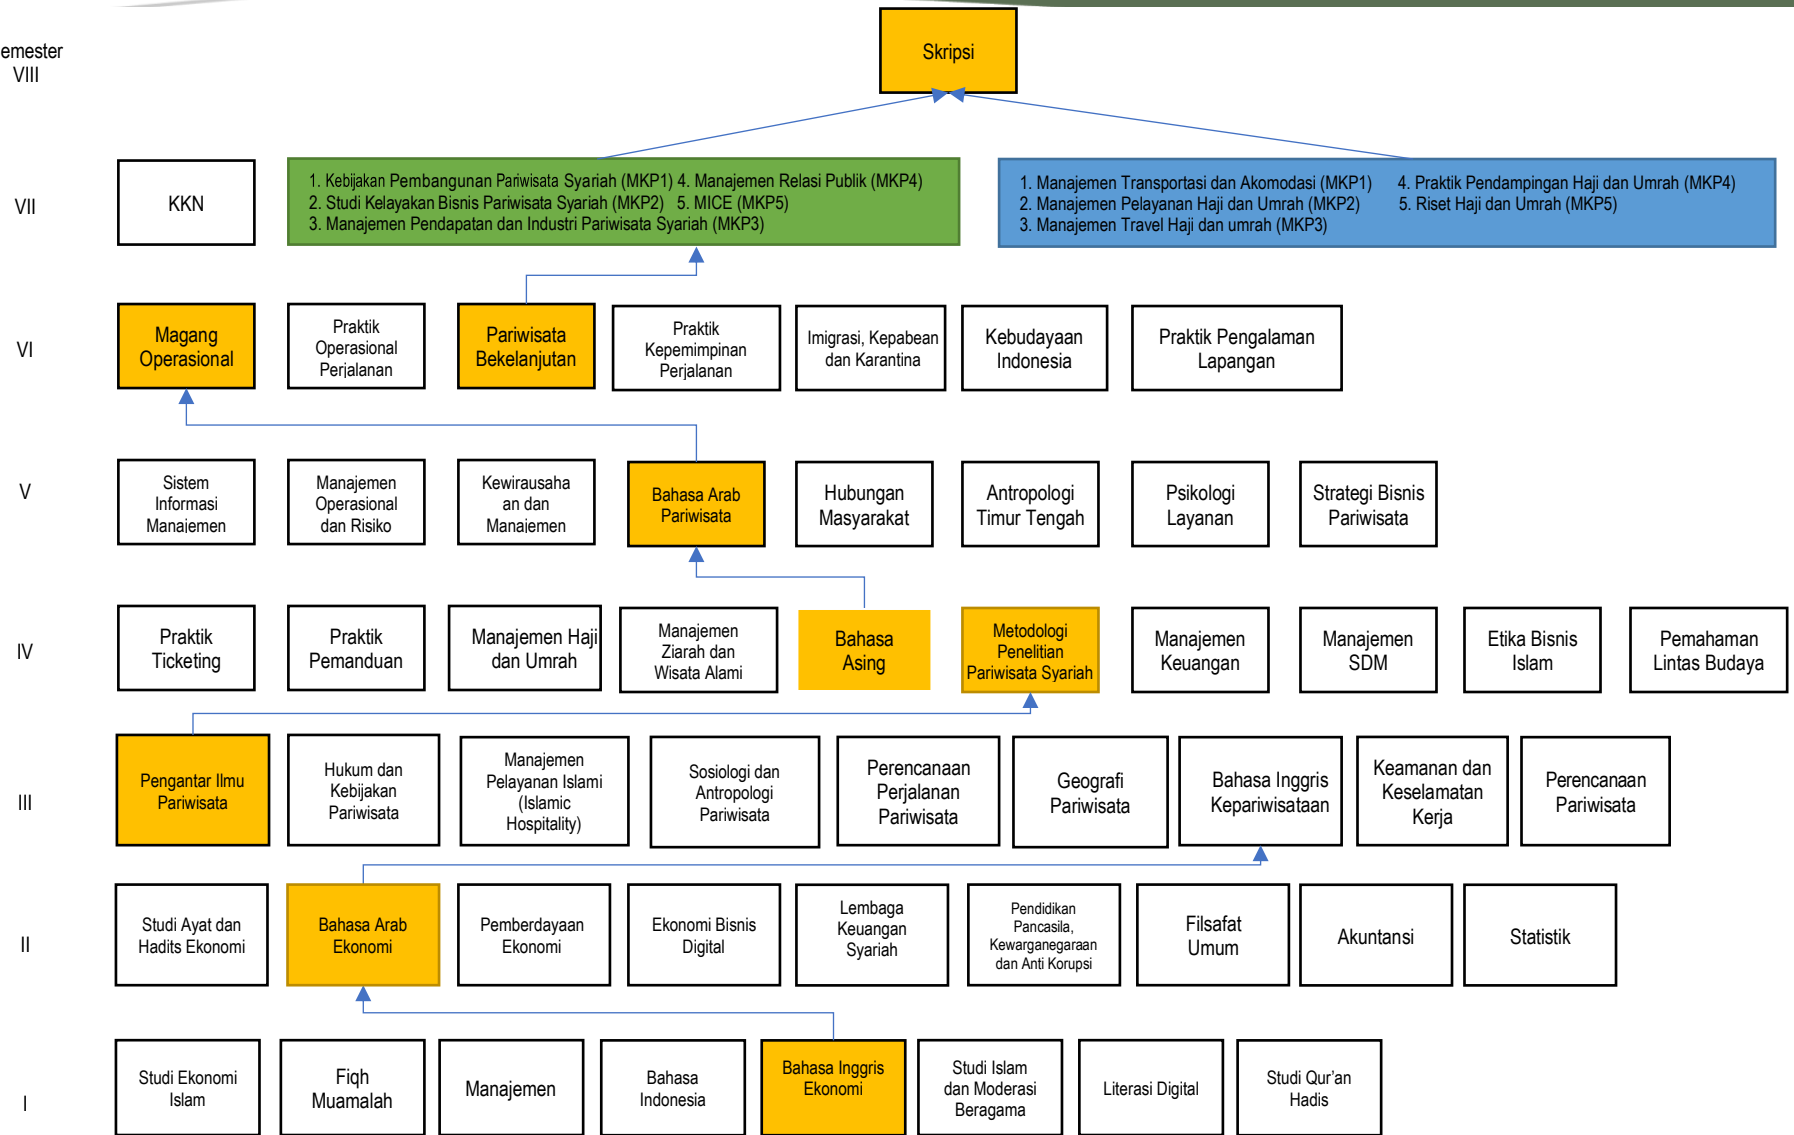 emester
VIII
Skripsi
VII
KKN
1. Kebijakan Pembangunan Pariwisata Syariah (MKP1) 4. Manajemen Relasi Publik (MKP4)
2. Studi Kelayakan Bisnis Pariwisata Syariah (MKP2) 5. MICE (MKP5)
3. Manajemen Pendapatan dan Industri Pariwisata Syariah (MKP3)
1. Manajemen Transportasi dan Akomodasi (MKP1) 4. Praktik Pendampingan Haji dan Umrah (MKP4)
2. Manajemen Pelayanan Haji dan Umrah (MKP2) 5. Riset Haji dan Umrah (MKP5)
3. Manajemen Travel Haji dan umrah (MKP3)
VI
Magang
Operasional
Praktik
Operasional
Perjalanan
Pariwisata
Bekelanjutan
Praktik
Kepemimpinan
Perjalanan
Imigrasi, Kepabean
dan Karantina
Kebudayaan
Indonesia
Praktik Pengalaman
Lapangan
V
Sistem
Informasi
Manajemen
Manajemen
Operasional
dan Risiko
Kewirausaha
an dan
Manajemen
Bahasa Arab
Pariwisata
Hubungan
Masyarakat
Antropologi
Timur Tengah
Psikologi
Layanan
Strategi Bisnis
Pariwisata
IV
Praktik
Ticketing
Praktik
Pemanduan
Manajemen Haji
dan Umrah
Manajemen
Ziarah dan
Wisata Alami
Bahasa
Asing
Metodologi
Penelitian
Pariwisata Syariah
Manajemen
Keuangan
Manajemen
SDM
Etika Bisnis
Islam
Pemahaman
Lintas Budaya
III
Pengantar Ilmu
Pariwisata
Hukum dan
Kebijakan
Pariwisata
Manajemen
Pelayanan Islami
(Islamic
Hospitality)
Sosiologi dan
Antropologi
Pariwisata
Perencanaan
Perjalanan
Pariwisata
Geografi
Pariwisata
Bahasa Inggris
Kepariwisataan
Keamanan dan
Keselamatan
Kerja
Perencanaan
Pariwisata
II
Studi Ayat dan
Hadits Ekonomi
Bahasa Arab
Ekonomi
Pemberdayaan
Ekonomi
Ekonomi Bisnis
Digital
Lembaga
Keuangan
Syariah
Pendidikan
Pancasila,
Kewarganegaraan
dan Anti Korupsi
Filsafat
Umum
Akuntansi
Statistik
I
Studi Ekonomi
Islam
Fiqh
Muamalah
Manajemen
Bahasa
Indonesia
Bahasa Inggris
Ekonomi
Studi Islam
dan Moderasi
Beragama
Literasi Digital
Studi Qur'an
Hadis